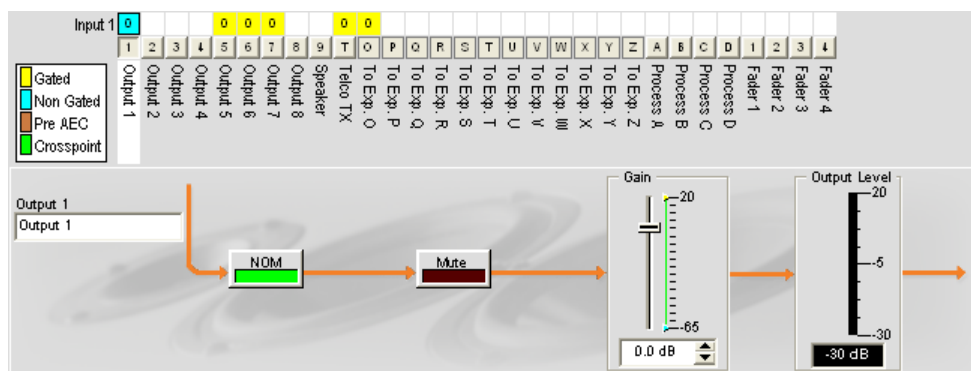 Input 1 0 0 0 0 0 0
1 2 3 4 5 6 7 8 9 T O P Q R S T U V W X Y Z A B C D 1 2 3 4
Output 1
Output 2
Output 3
Output 4
Output 5
Output 6
Output 7
Output 8
Speaker
Telco TX
To Exp. O
To Exp. P
To Exp. Q
To Exp. R
To Exp. S
To Exp. T
To Exp. U
To Exp. V
To Exp. W
To Exp. X
To Exp. Y
To Exp. Z
Process A
Process B
Process C
Process D
Fader 1
Fader 2
Fader 3
Fader 4
Gated
Non Gated
Pre AEC
Crosspoint
Output 1
Output 1
NOM
Mute
Gain
20
-65
0.0 dB
Output Level
20
-5
-30
-30 dB